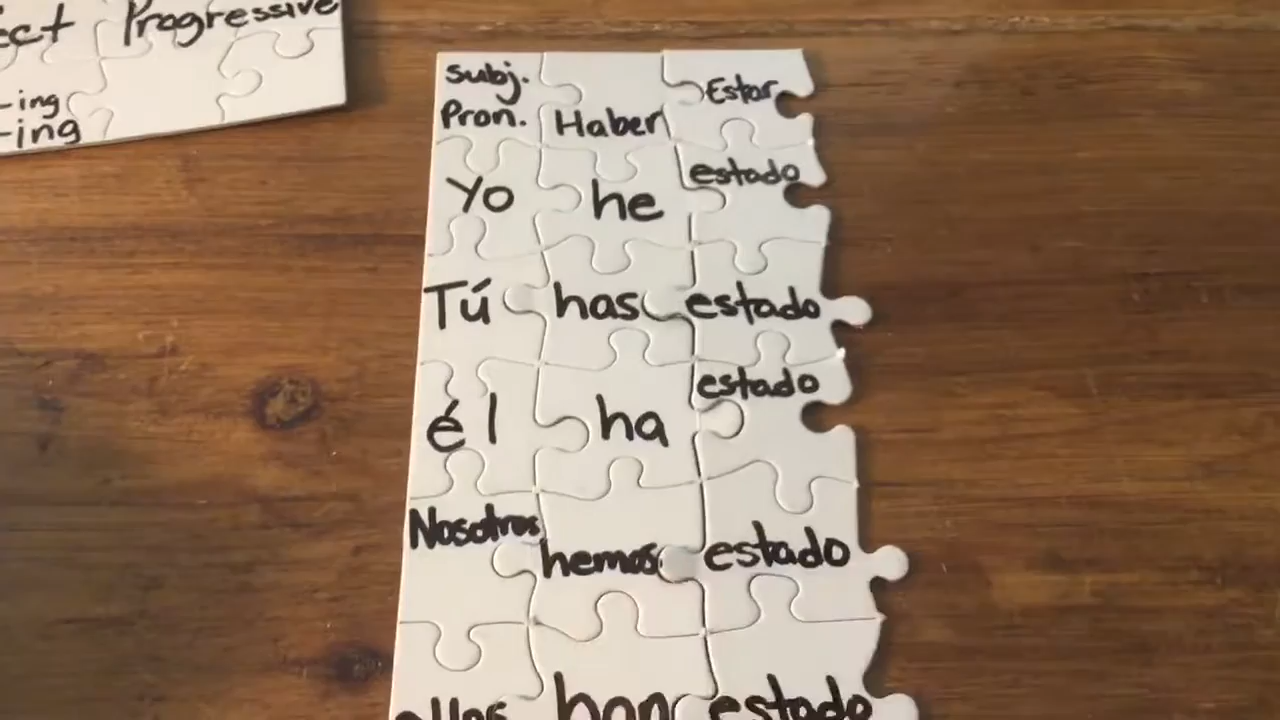 Progressive
-ing
-ing
Subj. Pron. Haber Estar
Yo he estado
Tú has estado
él ha estado
Nosotros hemos estado
ellos han estado